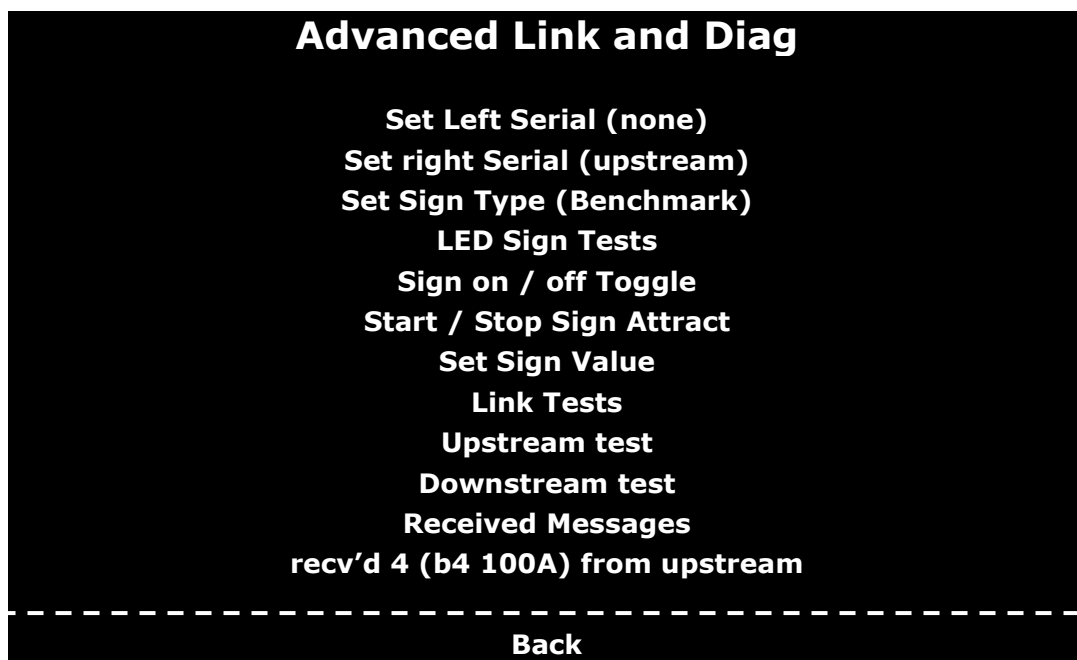 Advanced Link and Diag
Set Left Serial (none)
Set right Serial (upstream)
Set Sign Type (Benchmark)
LED Sign Tests
Sign on / off Toggle
Start / Stop Sign Attract
Set Sign Value
Link Tests
Upstream test
Downstream test
Received Messages
recv’d 4 (b4 100A) from upstream
Back